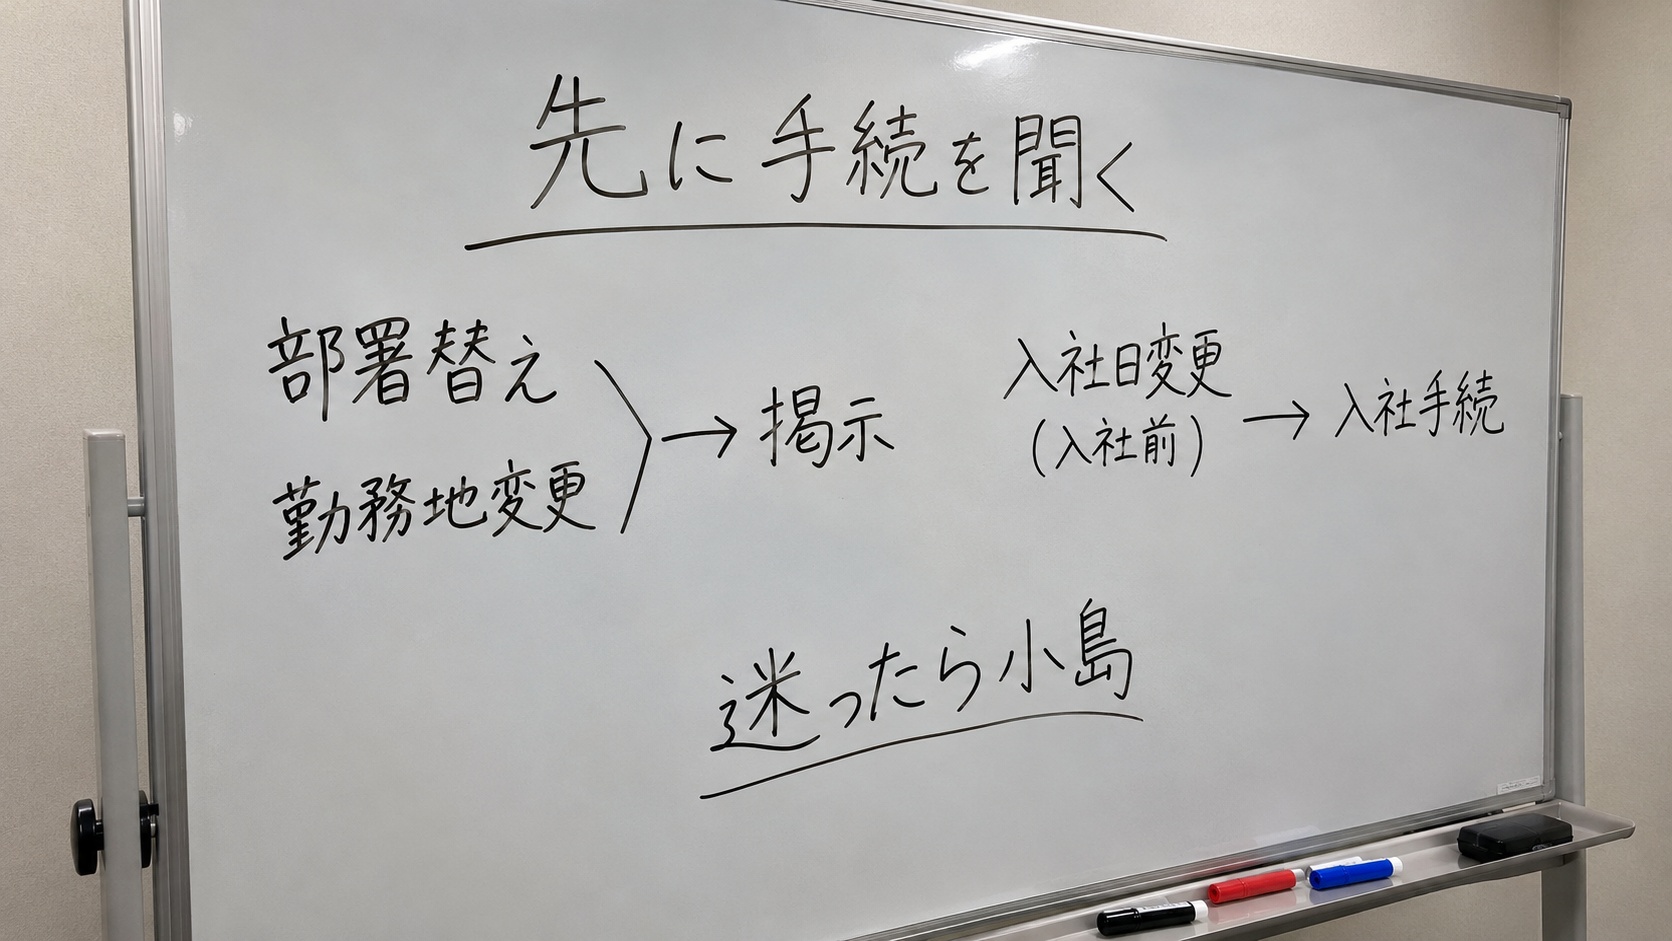 先に手続を聞く
部署替え
勤務地変更
→ 掲示
入社日変更
(入社前)
→ 入社手続
迷ったら小島